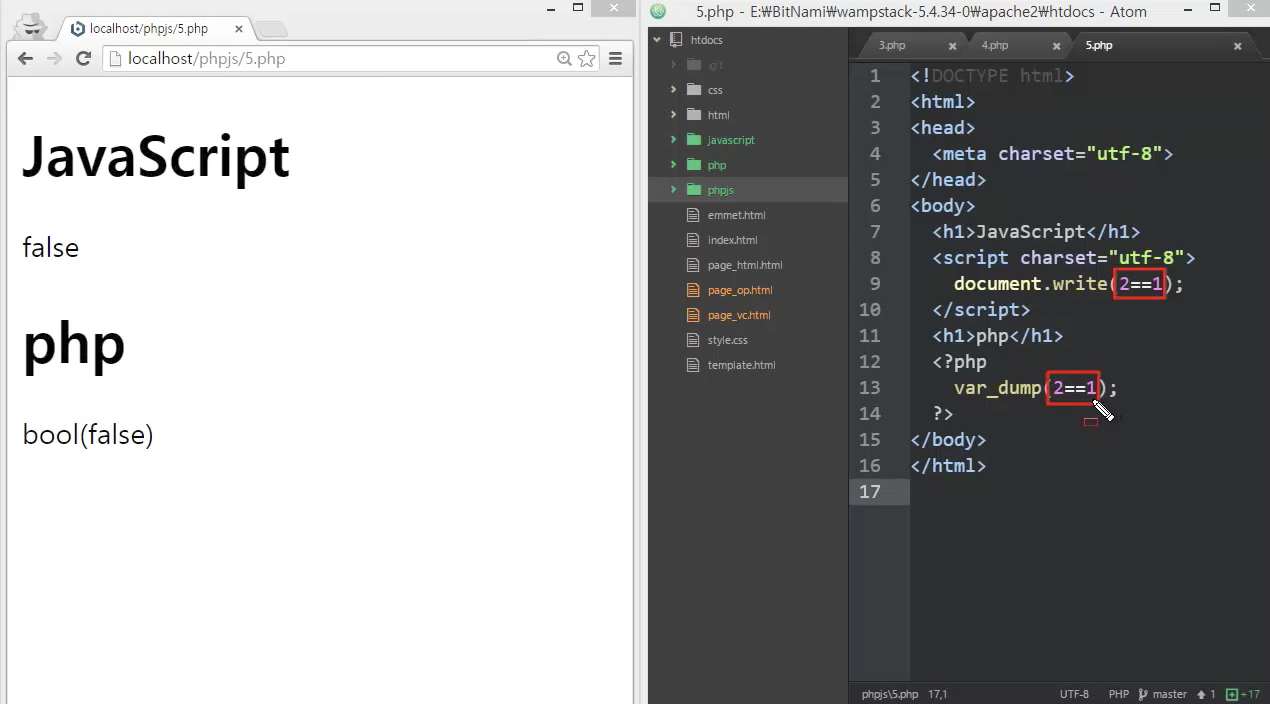 localhost/phpjs/5.php
localhost/phpjs/5.php
JavaScript
false
php
bool(false)
5.php - E:₩BitNami₩wampstack-5.4.34-0₩apache2₩htdocs - Atom
htdocs
.git
css
html
javascript
php
phpjs
emmet.html
index.html
page_html.html
page_op.html
page_vc.html
style.css
template.html
3.php
4.php
5.php
1 <!DOCTYPE html>
2 <html>
3 <head>
4 <meta charset="utf-8">
5 </head>
6 <body>
7 <h1>JavaScript</h1>
8 <script charset="utf-8">
9 document.write(2==1);
10 </script>
11 <h1>php</h1>
12 <?php
13 var_dump(2==1);
14 ?>
15 </body>
16 </html>
17
phpjs\5.php 17,1 UTF-8 PHP master 1 +17